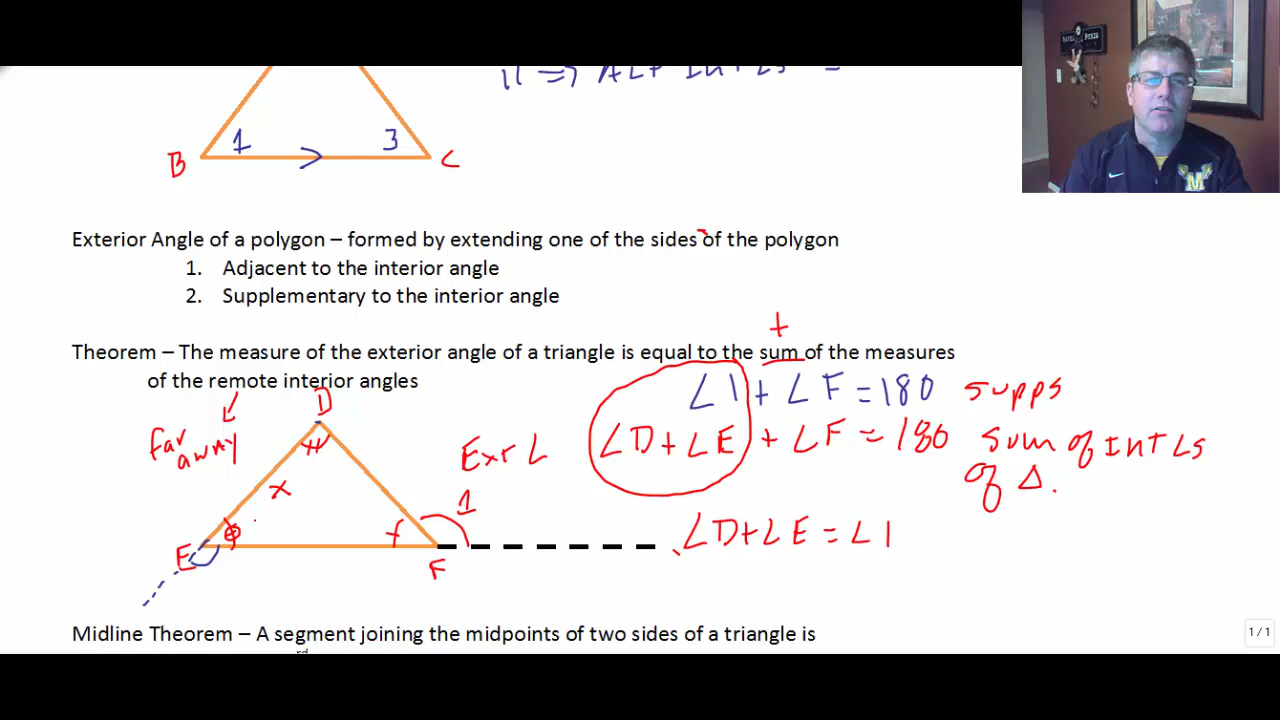 11 => ALT INT ∠s =
1
3
B
C
Exterior Angle of a polygon – formed by extending one of the sides of the polygon
1. Adjacent to the interior angle
2. Supplementary to the interior angle
+
Theorem – The measure of the exterior angle of a triangle is equal to the sum of the measures
of the remote interior angles
∠1 + ∠F = 180 supps
D
far
away
Ext ∠
∠D + ∠E + ∠F = 180 sum of INT ∠s
of Δ.
x
1
f
E
F
∠D + ∠E = ∠1
Midline Theorem – A segment joining the midpoints of two sides of a triangle is
rd
1 / 1
M